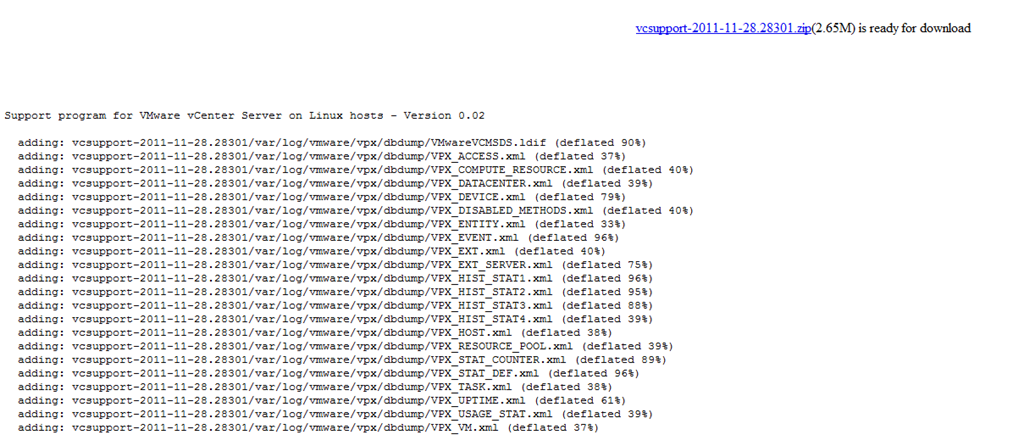 vcsupport-2011-11-28.28301.zip(2.65M) is ready for download
Support program for VMware vCenter Server on Linux hosts - Version 0.02
adding: vcsupport-2011-11-28.28301/var/log/vmware/vpx/dbdump/VMwareVCMSDS.ldif (deflated 90%)
adding: vcsupport-2011-11-28.28301/var/log/vmware/vpx/dbdump/VPX_ACCESS.xml (deflated 37%)
adding: vcsupport-2011-11-28.28301/var/log/vmware/vpx/dbdump/VPX_COMPUTE_RESOURCE.xml (deflated 40%)
adding: vcsupport-2011-11-28.28301/var/log/vmware/vpx/dbdump/VPX_DATACENTER.xml (deflated 39%)
adding: vcsupport-2011-11-28.28301/var/log/vmware/vpx/dbdump/VPX_DEVICE.xml (deflated 79%)
adding: vcsupport-2011-11-28.28301/var/log/vmware/vpx/dbdump/VPX_DISABLED_METHODS.xml (deflated 40%)
adding: vcsupport-2011-11-28.28301/var/log/vmware/vpx/dbdump/VPX_ENTITY.xml (deflated 33%)
adding: vcsupport-2011-11-28.28301/var/log/vmware/vpx/dbdump/VPX_EVENT.xml (deflated 96%)
adding: vcsupport-2011-11-28.28301/var/log/vmware/vpx/dbdump/VPX_EXT.xml (deflated 40%)
adding: vcsupport-2011-11-28.28301/var/log/vmware/vpx/dbdump/VPX_EXT_SERVER.xml (deflated 75%)
adding: vcsupport-2011-11-28.28301/var/log/vmware/vpx/dbdump/VPX_HIST_STAT1.xml (deflated 96%)
adding: vcsupport-2011-11-28.28301/var/log/vmware/vpx/dbdump/VPX_HIST_STAT2.xml (deflated 95%)
adding: vcsupport-2011-11-28.28301/var/log/vmware/vpx/dbdump/VPX_HIST_STAT3.xml (deflated 88%)
adding: vcsupport-2011-11-28.28301/var/log/vmware/vpx/dbdump/VPX_HIST_STAT4.xml (deflated 39%)
adding: vcsupport-2011-11-28.28301/var/log/vmware/vpx/dbdump/VPX_HOST.xml (deflated 38%)
adding: vcsupport-2011-11-28.28301/var/log/vmware/vpx/dbdump/VPX_RESOURCE_POOL.xml (deflated 39%)
adding: vcsupport-2011-11-28.28301/var/log/vmware/vpx/dbdump/VPX_STAT_COUNTER.xml (deflated 89%)
adding: vcsupport-2011-11-28.28301/var/log/vmware/vpx/dbdump/VPX_STAT_DEF.xml (deflated 96%)
adding: vcsupport-2011-11-28.28301/var/log/vmware/vpx/dbdump/VPX_TASK.xml (deflated 38%)
adding: vcsupport-2011-11-28.28301/var/log/vmware/vpx/dbdump/VPX_UPTIME.xml (deflated 61%)
adding: vcsupport-2011-11-28.28301/var/log/vmware/vpx/dbdump/VPX_USAGE_STAT.xml (deflated 39%)
adding: vcsupport-2011-11-28.28301/var/log/vmware/vpx/dbdump/VPX_VM.xml (deflated 37%)